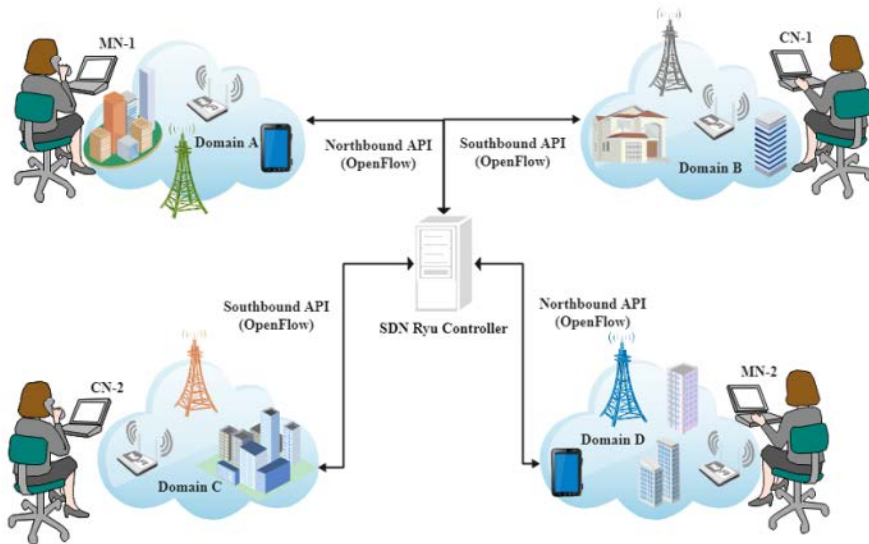 MN-1
CN-1
Domain A
Northbound API
(OpenFlow)
Southbound API
(OpenFlow)
Domain B
Southbound API
(OpenFlow)
SDN Ryu Controller
Northbound API
(OpenFlow)
CN-2
MN-2
Domain C
Domain D